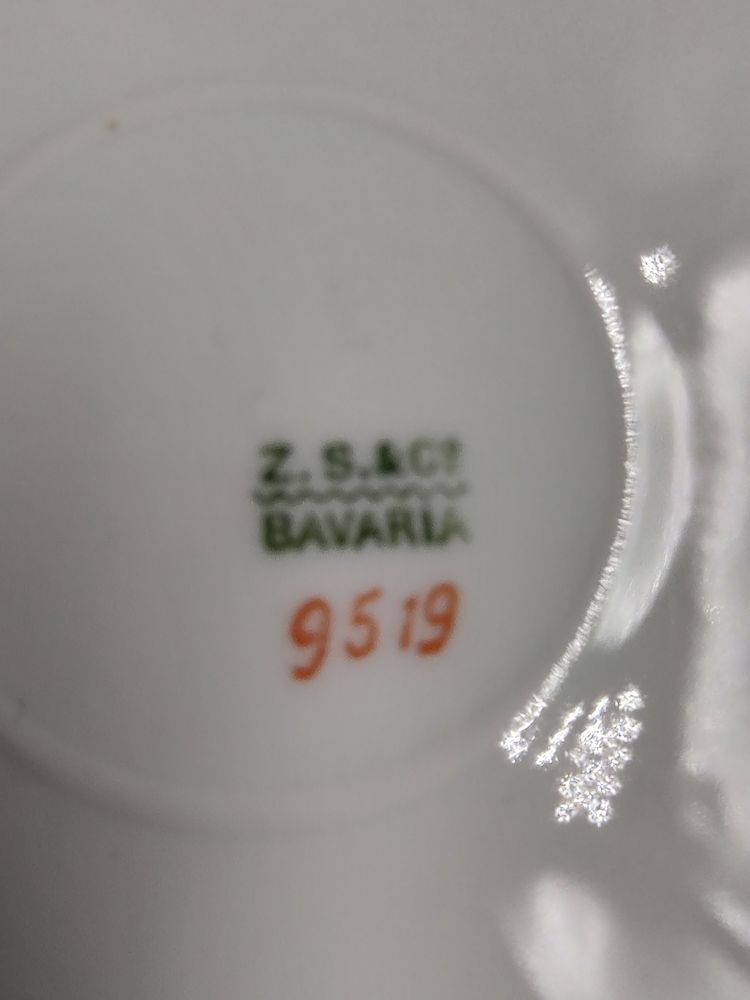 Z. S. & Cº
BAVARIA
9519